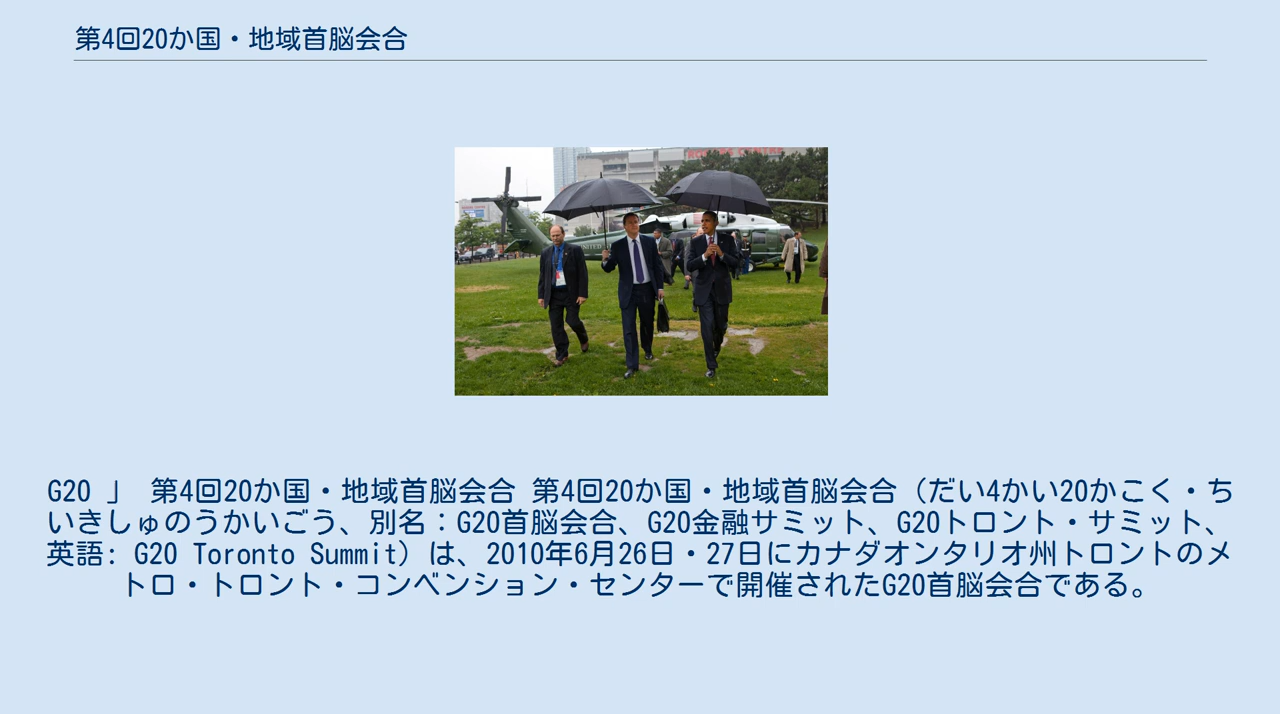 第4回20か国・地域首脳会合
G20 」 第4回20か国・地域首脳会合 第4回20か国・地域首脳会合（だい4かい20かこく・ち
いきしゅのうかいごう、別名：G20首脳会合、G20金融サミット、G20トロント・サミット、
英語: G20 Toronto Summit）は、2010年6月26日・27日にカナダオンタリオ州トロントのメ
トロ・トロント・コンベンション・センターで開催されたG20首脳会合である。